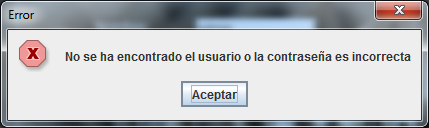 Error
No se ha encontrado el usuario o la contraseña es incorrecta
Aceptar